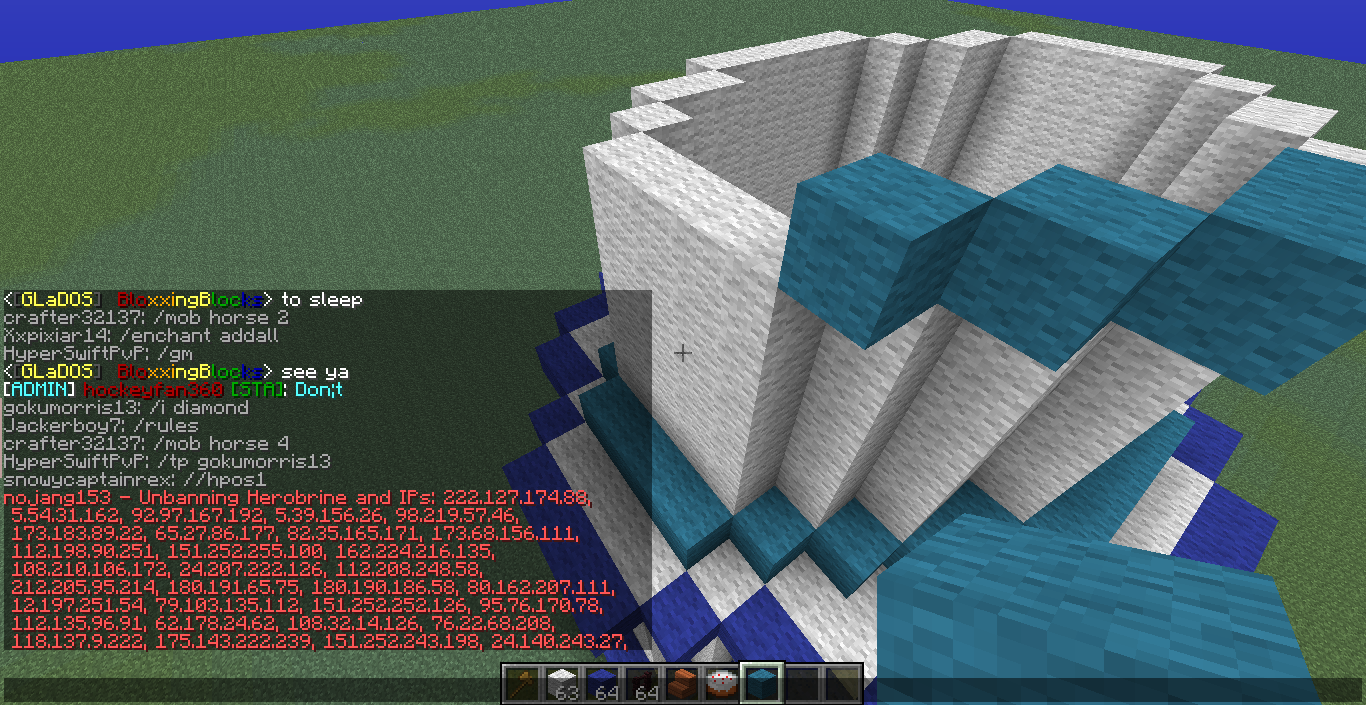 <[GLaDOS] BloxxingBlocks> to sleep
crafter32137: /mob horse 2
Xxpixiar14: /enchant addall
HyperSwiftPvP: /gm
<[GLaDOS] BloxxingBlocks> see ya
[ADMIN] hockeyfan360 [STA]: Don;t
gokumorris13: /i diamond
Jackerboy7: /rules
crafter32137: /mob horse 4
HyperSwiftPvP: /tp gokumorris13
snowycaptainrex: //hpos1
nojang153 - Unbanning Herobrine and IPs: 222.127.174.88,
5.54.31.162, 92.97.167.192, 5.39.156.26, 98.219.57.46,
173.183.89.22, 65.27.86.177, 82.35.165.171, 173.68.156.111,
112.198.90.251, 151.252.255.100, 162.224.216.135,
108.210.106.172, 24.207.222.126, 112.208.248.58,
212.205.95.214, 180.191.65.75, 180.190.186.58, 80.162.207.111,
12.197.251.54, 79.103.135.112, 151.252.252.126, 95.76.170.78,
112.135.96.91, 62.178.24.62, 108.32.14.126, 76.22.68.208,
118.137.9.222, 175.143.222.239, 151.252.243.198, 24.140.243.27,
63 64 64